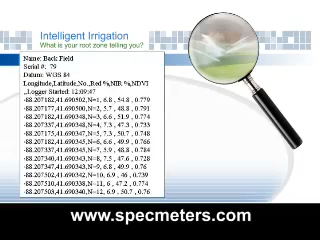 Intelligent Irrigation
What is your root zone telling you?
Name: Back Field
Serial #: 79
Datum: WGS 84
Longitude,Latitude,No.,Red %,NIR %,NDVI
,,Logger Started: 12:09:47
-88.207182,41.690502,N=1, 6.8 , 54.8 , 0.779
-88.207177,41.690500,N=2, 5.7 , 48.8 , 0.791
-88.207182,41.690348,N=3, 6.6 , 51.9 , 0.774
-88.207337,41.690348,N=4, 7.3 , 47.3 , 0.733
-88.207175,41.690347,N=5, 7.3 , 50.7 , 0.748
-88.207182,41.690345,N=6, 6.6 , 49.9 , 0.766
-88.207337,41.690345,N=7, 5.9 , 48.8 , 0.784
-88.207340,41.690343,N=8, 7.5 , 47.6 , 0.728
-88.207347,41.690343,N=9, 6.8 , 49.9 , 0.76
-88.207502,41.690342,N=10, 6.9 , 46 , 0.739
-88.207510,41.690338,N=11, 6 , 47.2 , 0.774
-88.207503,41.690340,N=12, 6.9 , 50.7 , 0.76
www.specmeters.com